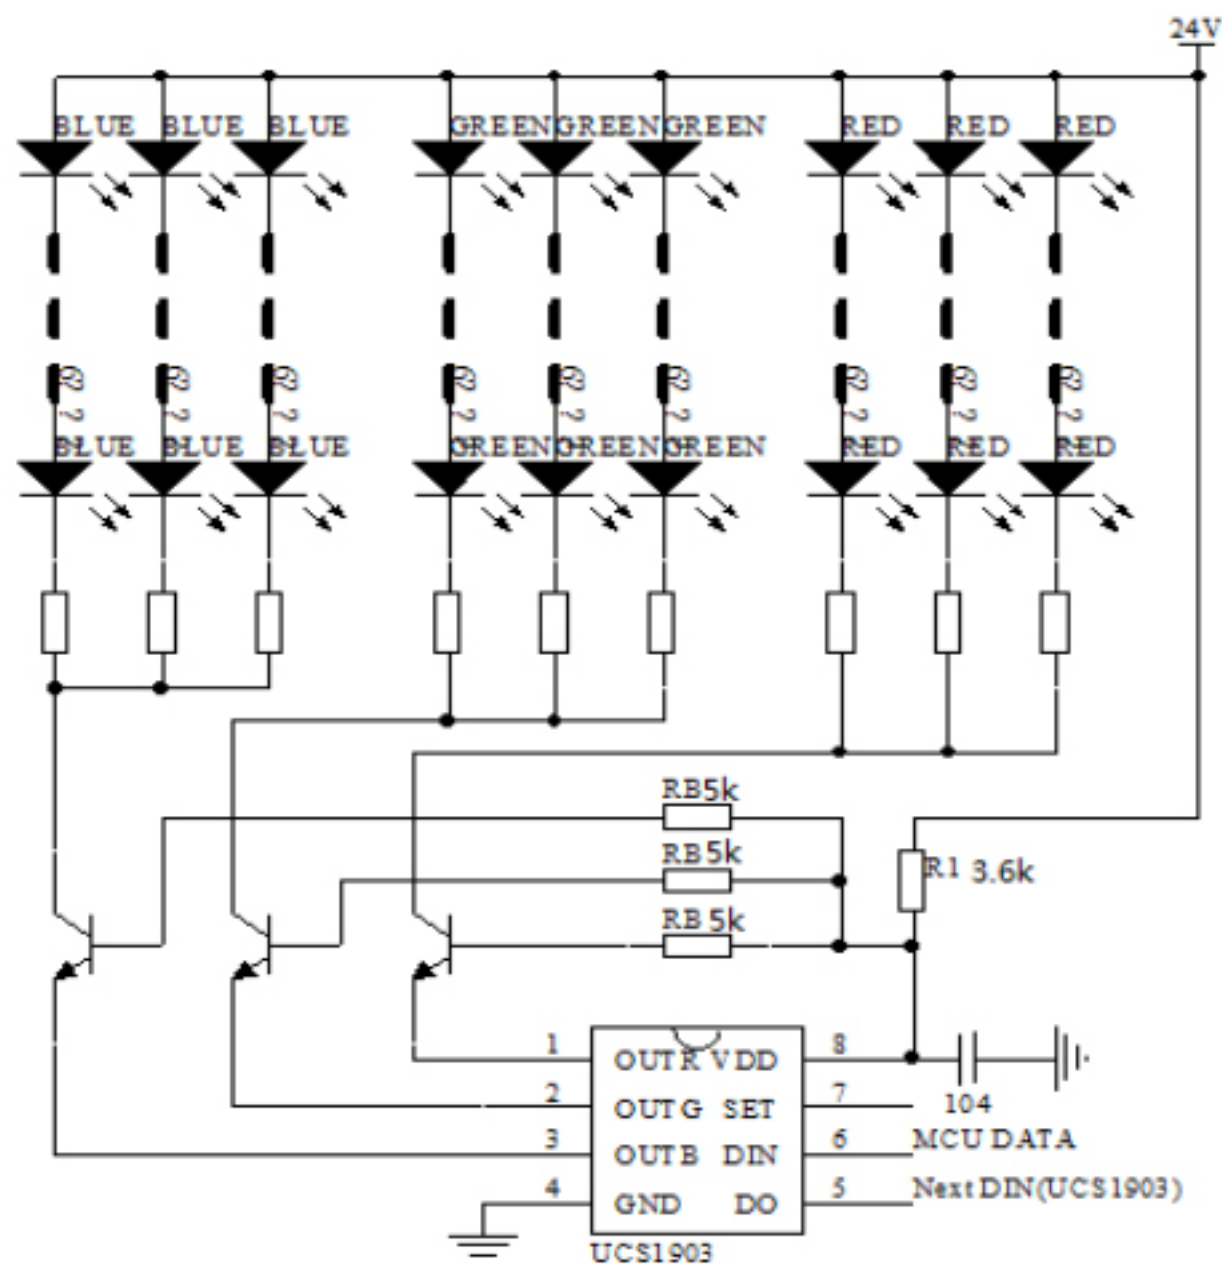 24V
BLUE BLUE BLUE GREEN GREEN GREEN RED RED RED
BLUE BLUE BLUE GREEN GREEN GREEN RED RED RED
RB5k
RB5k
R1 3.6k
RB5k
1 OUTR VDD 8
2 OUTG SET 7
104
3 OUTB DIN 6 MCU DATA
4 GND DO 5 Next DIN(UCS1903)
UCS1903